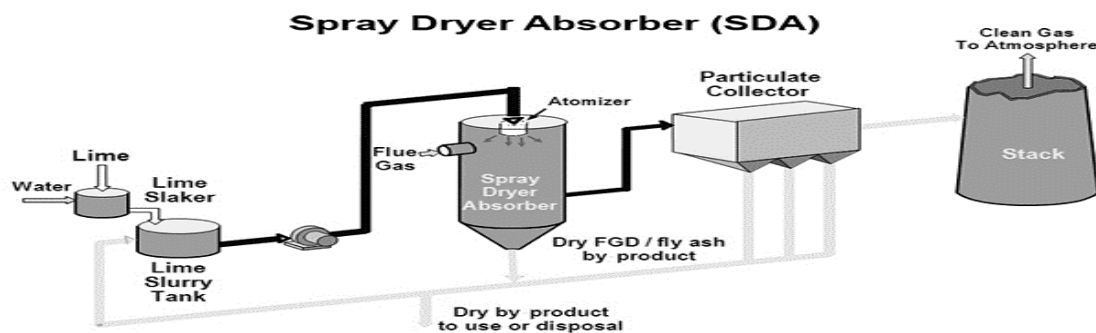 Spray Dryer Absorber (SDA)
Clean Gas
To Atmosphere
Particulate
Collector
Atomizer
Flue
Gas
Lime
Water
Lime
Slaker
Spray
Dryer
Absorber
Stack
Lime
Slurry
Tank
Dry FGD / fly ash
by product
Dry by product
to use or disposal